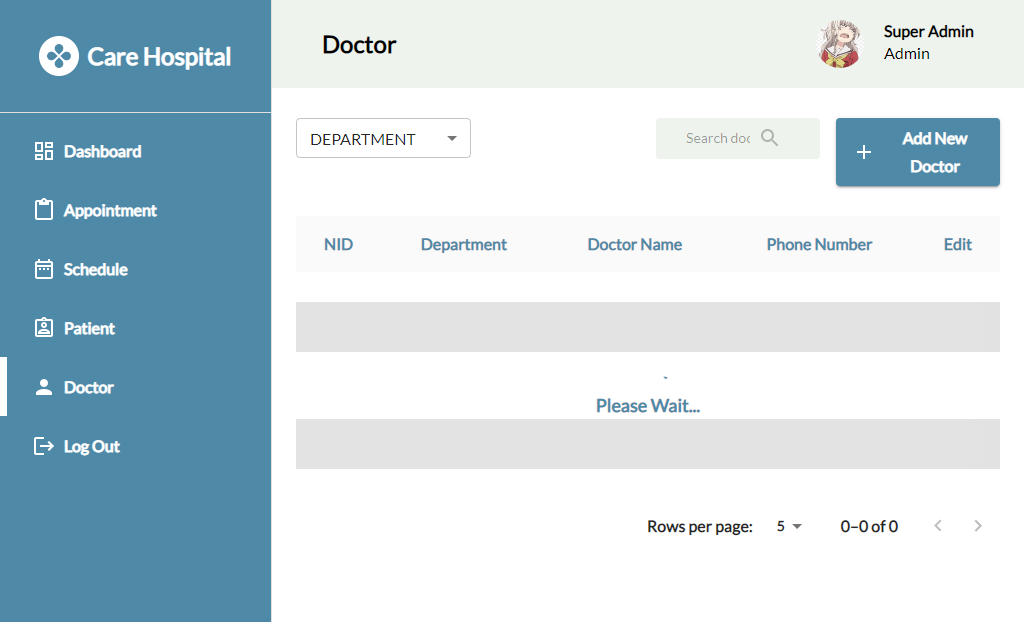 Care Hospital
Dashboard
Appointment
Schedule
Patient
Doctor
Log Out
Doctor
Super Admin
Admin
DEPARTMENT
Search doc
Add New
Doctor
NID Department Doctor Name Phone Number Edit
Please Wait...
Rows per page: 5 0–0 of 0